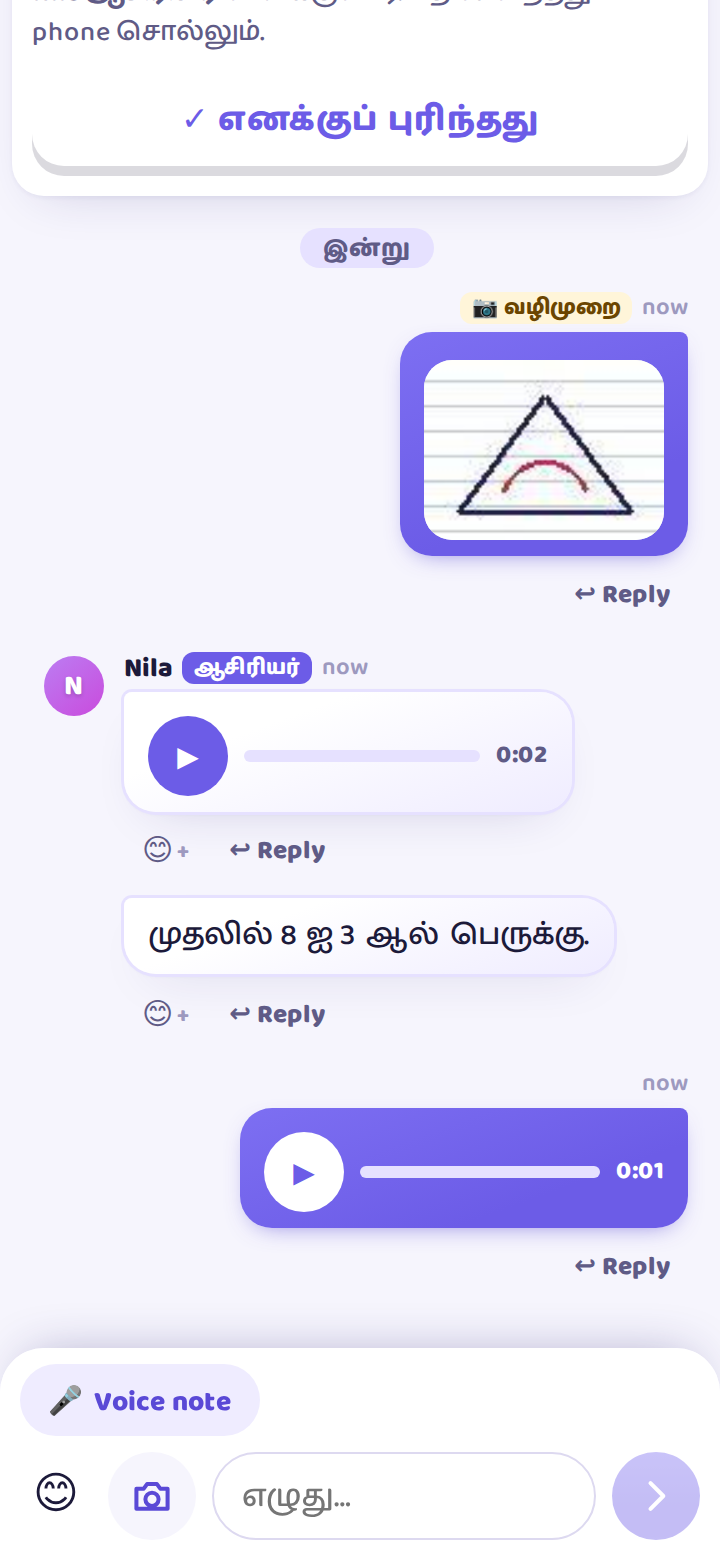 phone சொல்லும்.
✓ எனக்குப் புரிந்தது
இன்று
📷 வழிமுறை now
↩ Reply
N
Nila ஆசிரியர் now
0:02
😊 + ↩ Reply
முதலில் 8 ஐ 3 ஆல் பெருக்கு.
😊 + ↩ Reply
now
0:01
↩ Reply
🎤 Voice note
எழுது...